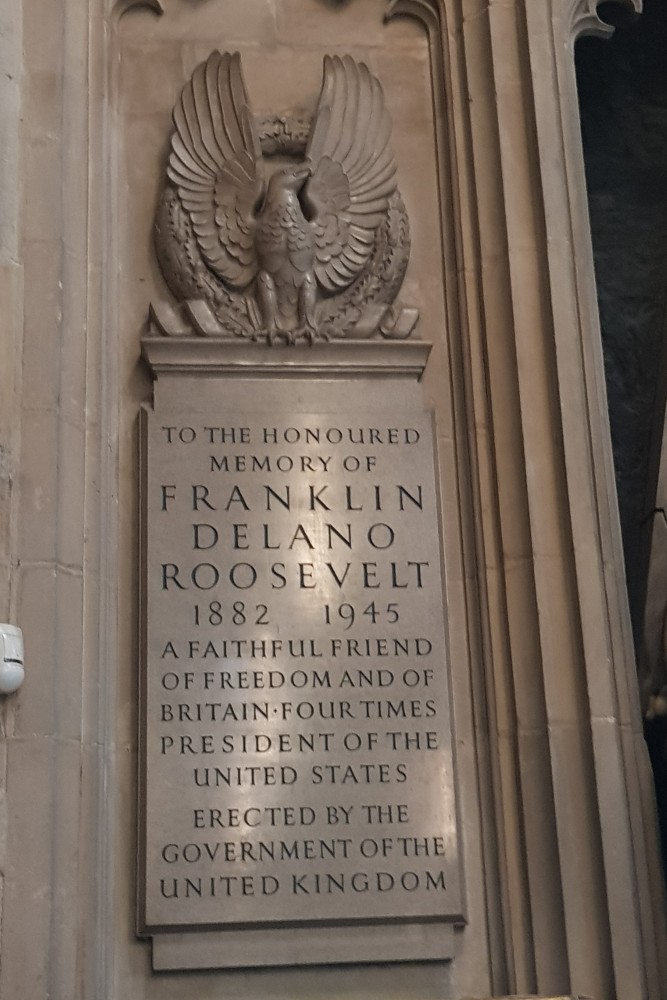 TO THE HONOURED
MEMORY OF
FRANKLIN
DELANO
ROOSEVELT
1882 1945
A FAITHFUL FRIEND
OF FREEDOM AND OF
BRITAIN·FOUR TIMES
PRESIDENT OF THE
UNITED STATES
ERECTED BY THE
GOVERNMENT OF THE
UNITED KINGDOM